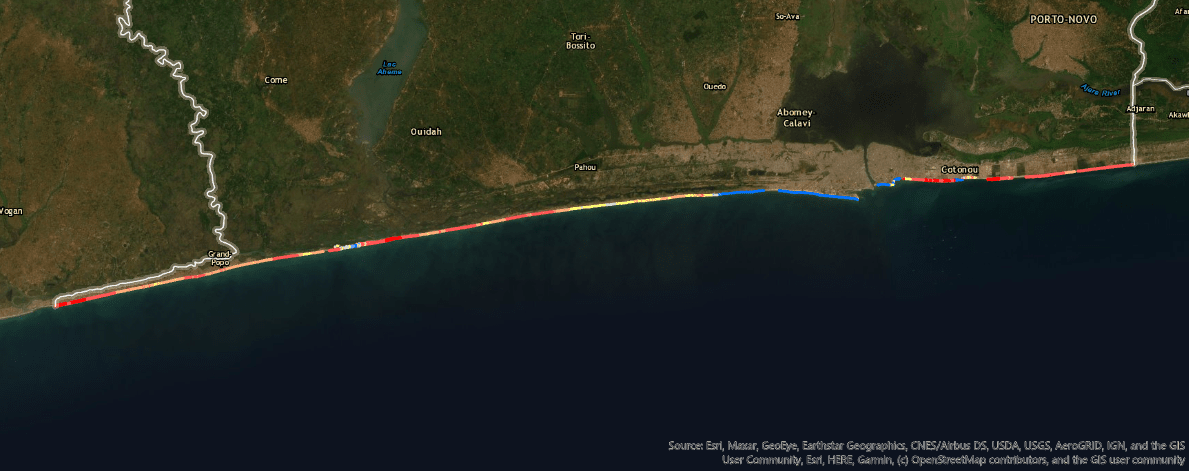 So-Ava
PORTO-NOVO
Tori-
Bossito
Lac
Aheme
Come
Ouedo
Ajara River
Adjaran
Abomey-
Calavi
Ouidah
Pahou
Cotonou
Vogan
Grand-
Popo
Source: Esri, Maxar, GeoEye, Earthstar Geographics, CNES/Airbus DS, USDA, USGS, AeroGRID, IGN, and the GIS
User Community, Esri, HERE, Garmin, (c) OpenStreetMap contributors, and the GIS user community